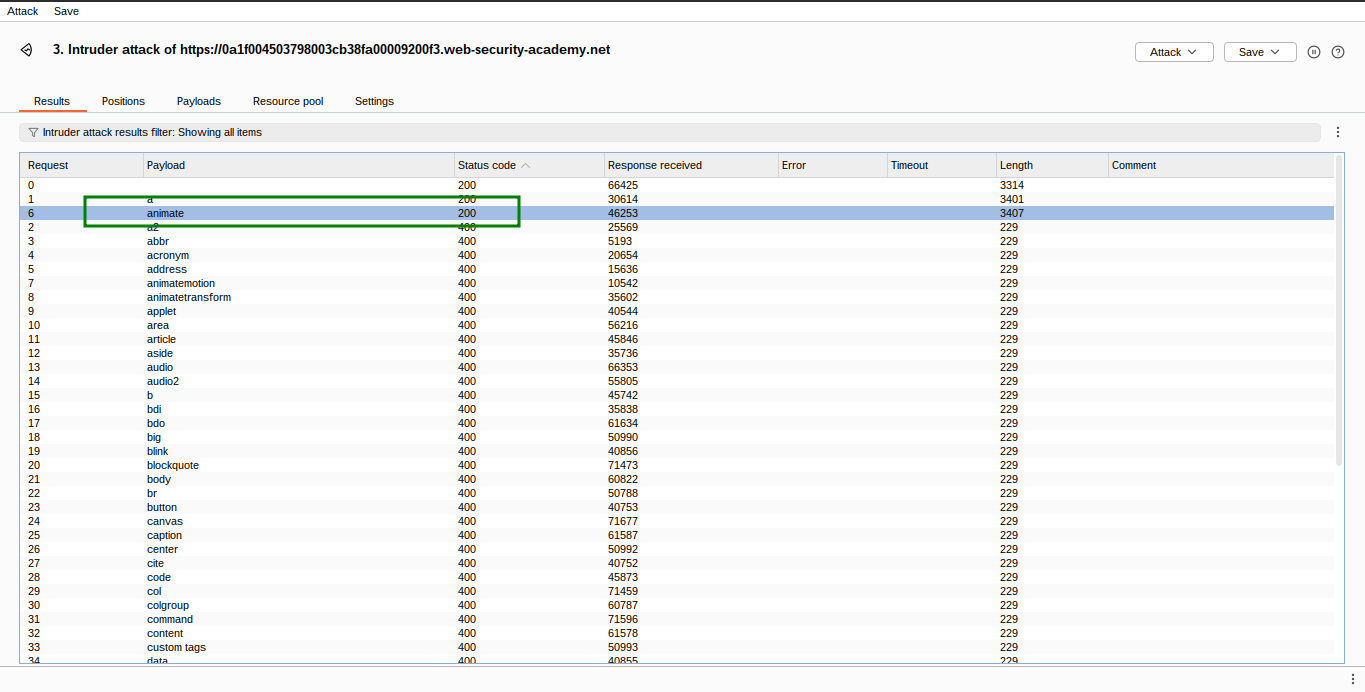 Attack Save
3. Intruder attack of https://0a1f004503798003cb38fa00009200f3.web-security-academy.net
Attack Save
Results Positions Payloads Resource pool Settings
Intruder attack results filter: Showing all items
Request Payload Status code Response received Error Timeout Length Comment
0 200 66425 3314
1 a 200 30614 3401
6 animate 200 46253 3407
2 a2 400 25569 229
3 abbr 400 5193 229
4 acronym 400 20654 229
5 address 400 15636 229
7 animatemotion 400 10542 229
8 animatetransform 400 35602 229
9 applet 400 40544 229
10 area 400 56216 229
11 article 400 45846 229
12 aside 400 35736 229
13 audio 400 66353 229
14 audio2 400 55805 229
15 b 400 45742 229
16 bdi 400 35838 229
17 bdo 400 61634 229
18 big 400 50990 229
19 blink 400 40856 229
20 blockquote 400 71473 229
21 body 400 60822 229
22 br 400 50788 229
23 button 400 40753 229
24 canvas 400 71677 229
25 caption 400 61587 229
26 center 400 50992 229
27 cite 400 40752 229
28 code 400 45873 229
29 col 400 71459 229
30 colgroup 400 60787 229
31 command 400 71596 229
32 content 400 61578 229
33 custom tags 400 50993 229
34 data 400 40855 229